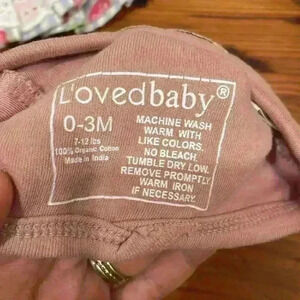 L'ovedbaby®
0-3M
7-12 lbs
100% Organic Cotton
Made in India
MACHINE WASH
WARM WITH
LIKE COLORS.
NO BLEACH.
TUMBLE DRY LOW.
REMOVE PROMPTLY.
WARM IRON
IF NECESSARY.